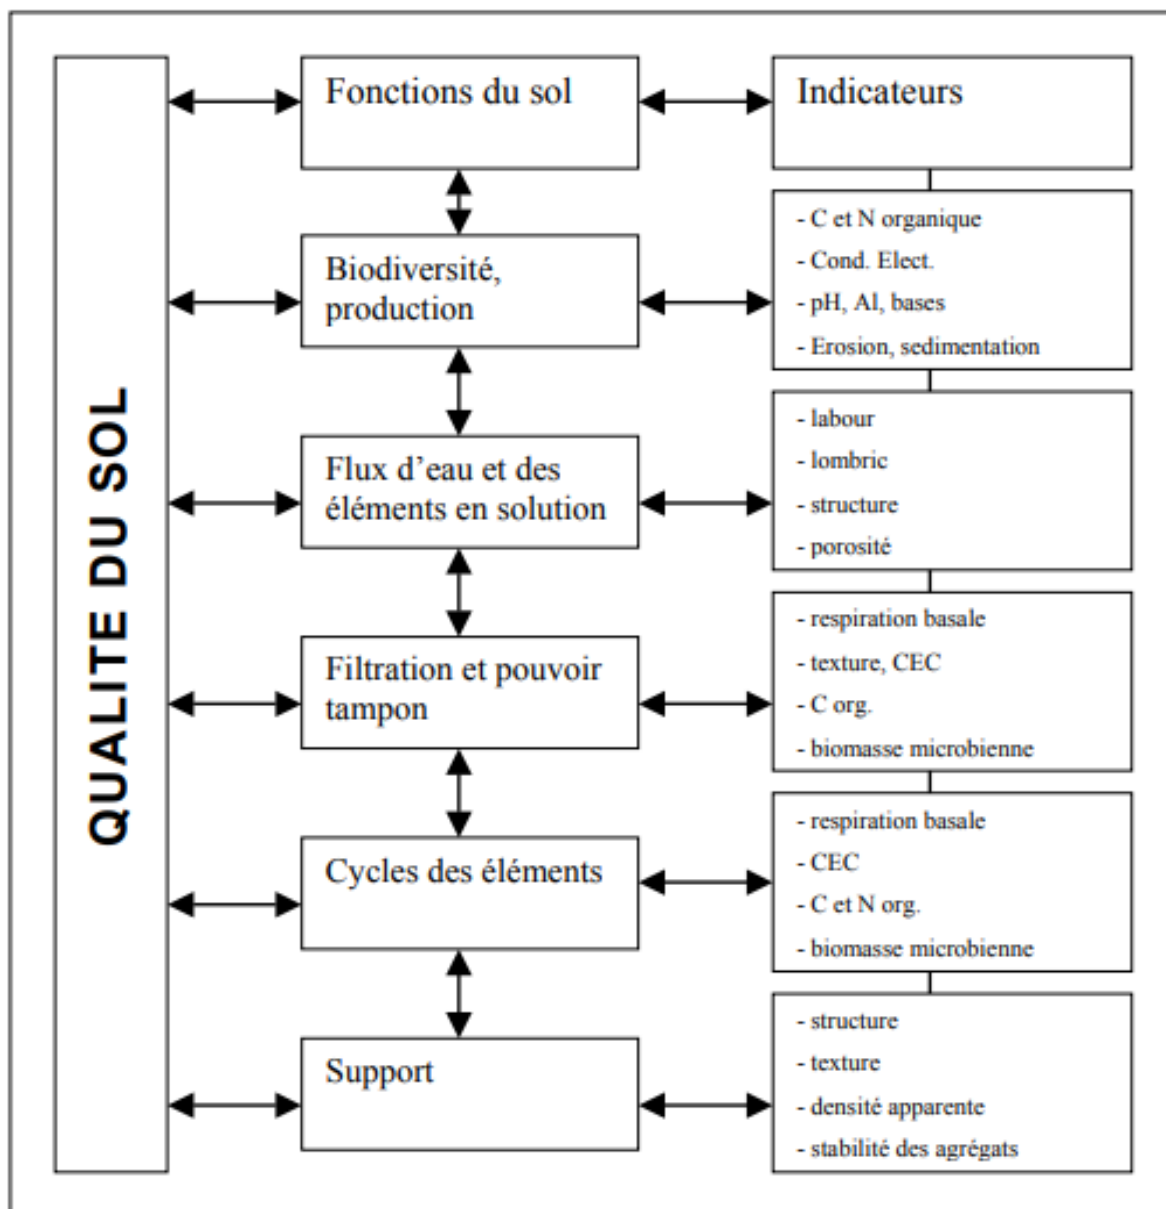 QUALITE DU SOL
Fonctions du sol
Indicateurs
Biodiversité,
production
- C et N organique
- Cond. Elect.
- pH, Al, bases
- Erosion, sedimentation
Flux d’eau et des
éléments en solution
- labour
- lombric
- structure
- porosité
Filtration et pouvoir
tampon
- respiration basale
- texture, CEC
- C org.
- biomasse microbienne
Cycles des éléments
- respiration basale
- CEC
- C et N org.
- biomasse microbienne
Support
- structure
- texture
- densité apparente
- stabilité des agrégats